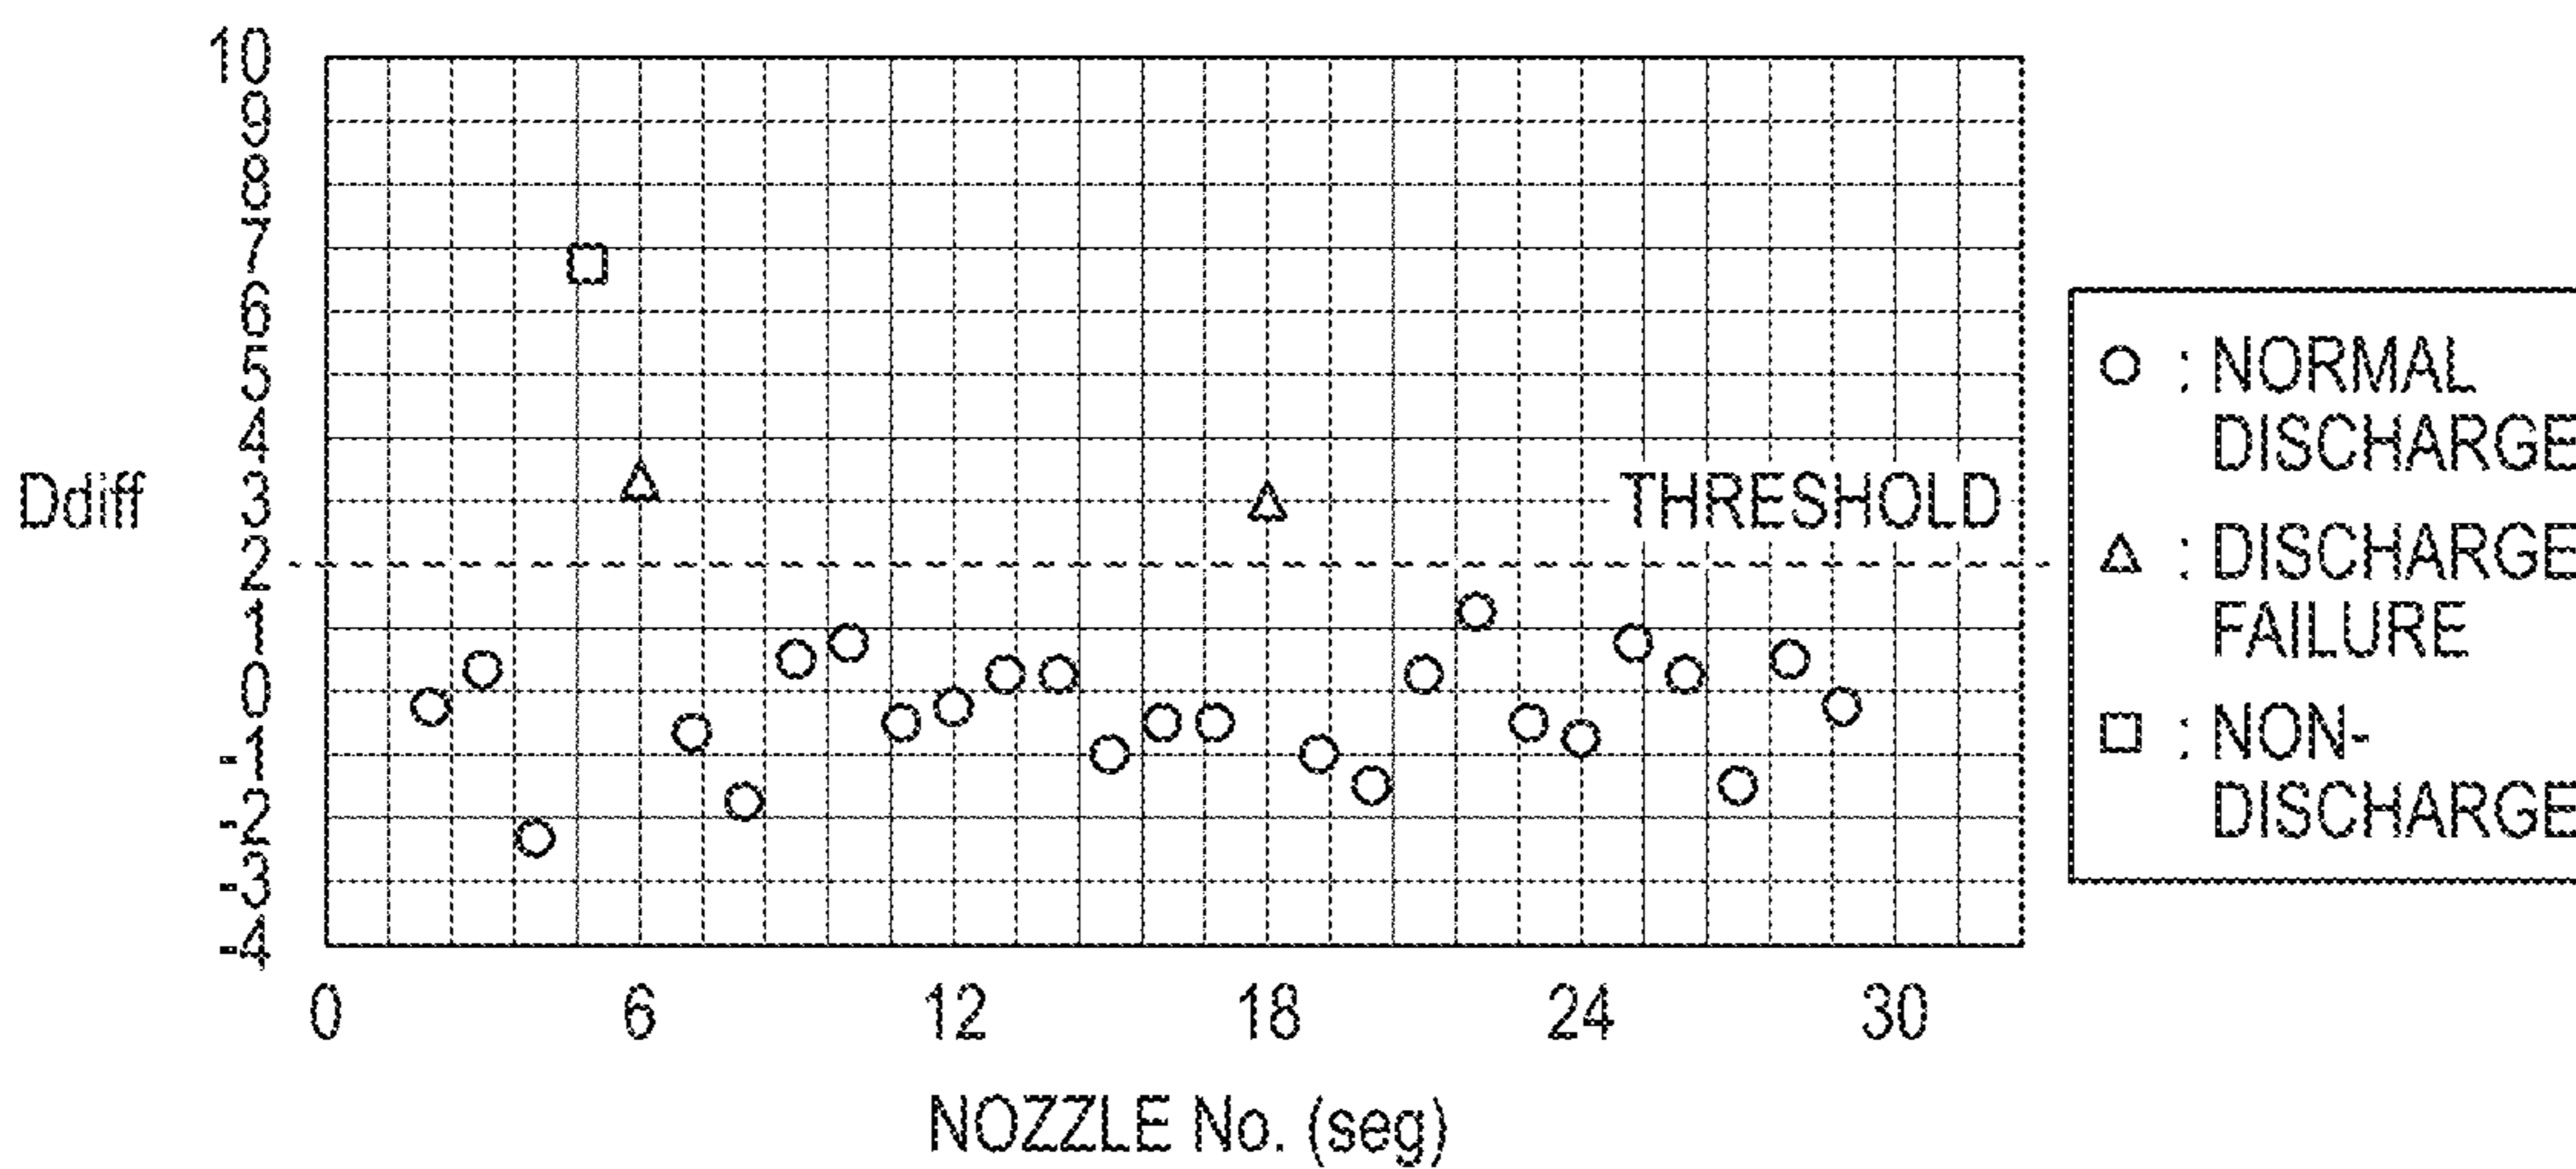 10
9
8
7
6
5
4
3
2
1
0
-1
-2
-3
-4
Ddiff
THRESHOLD
0 6 12 18 24 30
NOZZLE No. (seg)
: NORMAL
DISCHARGE
: DISCHARGE
FAILURE
: NON-
DISCHARGE